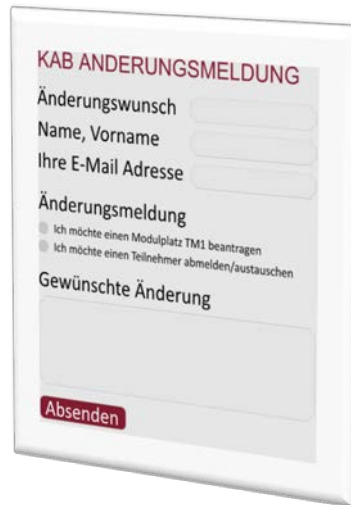 KAB ANDERUNGSMELDUNG
Änderungswunsch
Name, Vorname
Ihre E-Mail Adresse
Änderungsmeldung
Ich möchte einen Modulplatz TM1 beantragen
Ich möchte einen Teilnehmer abmelden/austauschen
Gewünschte Änderung
Absenden